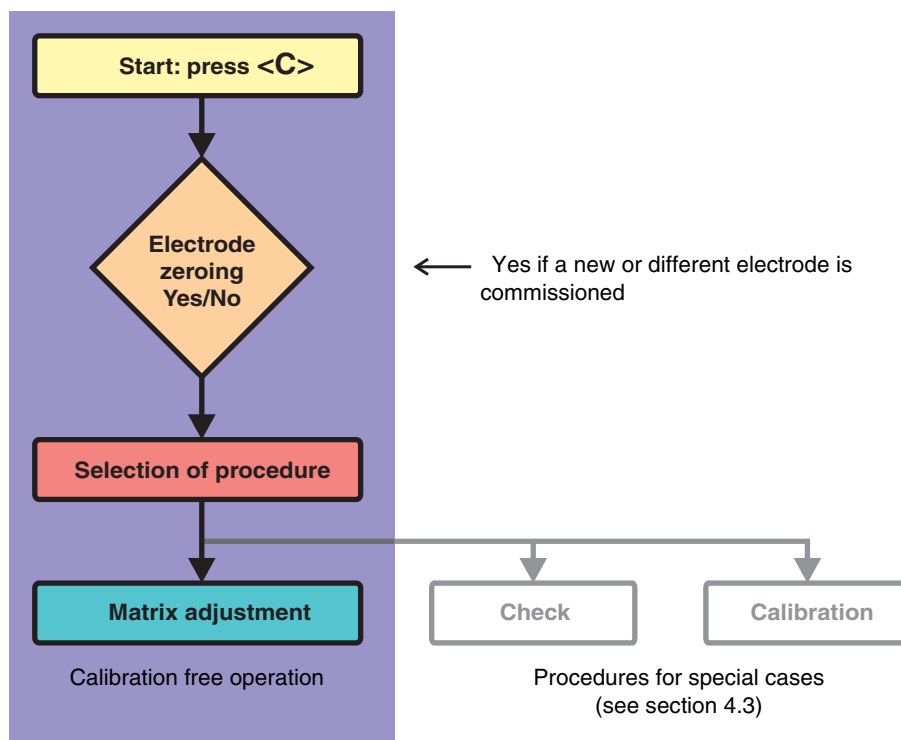 Start: press <C>
Electrode
zeroing
Yes/No
Yes if a new or different electrode is
commissioned
Selection of procedure
Matrix adjustment
Check
Calibration
Calibration free operation
Procedures for special cases
(see section 4.3)